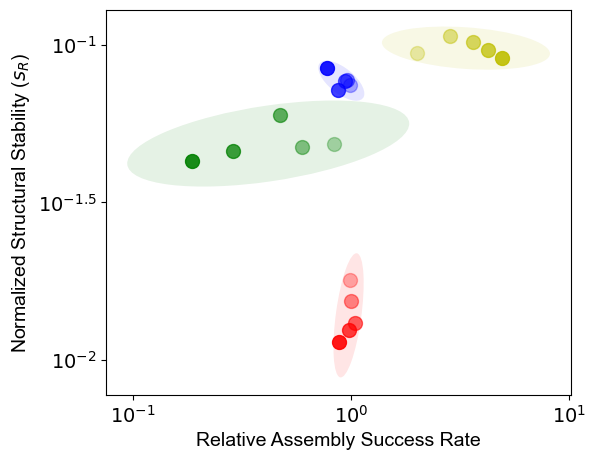 Normalized Structural Stability ($s_R$)
$10^{-1}$
$10^{-1.5}$
$10^{-2}$
$10^{-1}$ $10^{0}$ $10^{1}$
Relative Assembly Success Rate